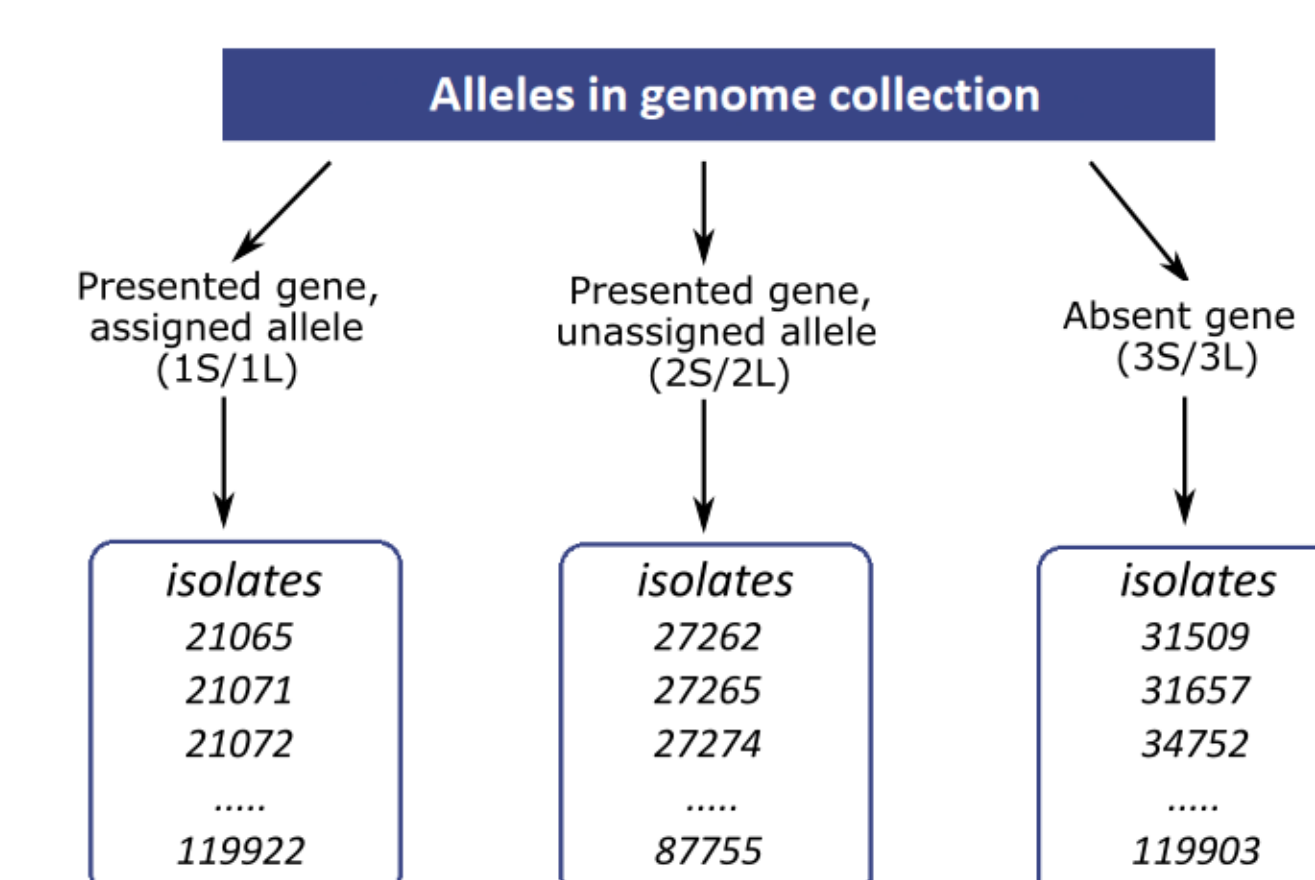 Alleles in genome collection
Presented gene,
assigned allele
(1S/1L)
Presented gene,
unassigned allele
(2S/2L)
Absent gene
(3S/3L)
isolates
21065
21071
21072
.....
119922
isolates
27262
27265
27274
.....
87755
isolates
31509
31657
34752
.....
119903